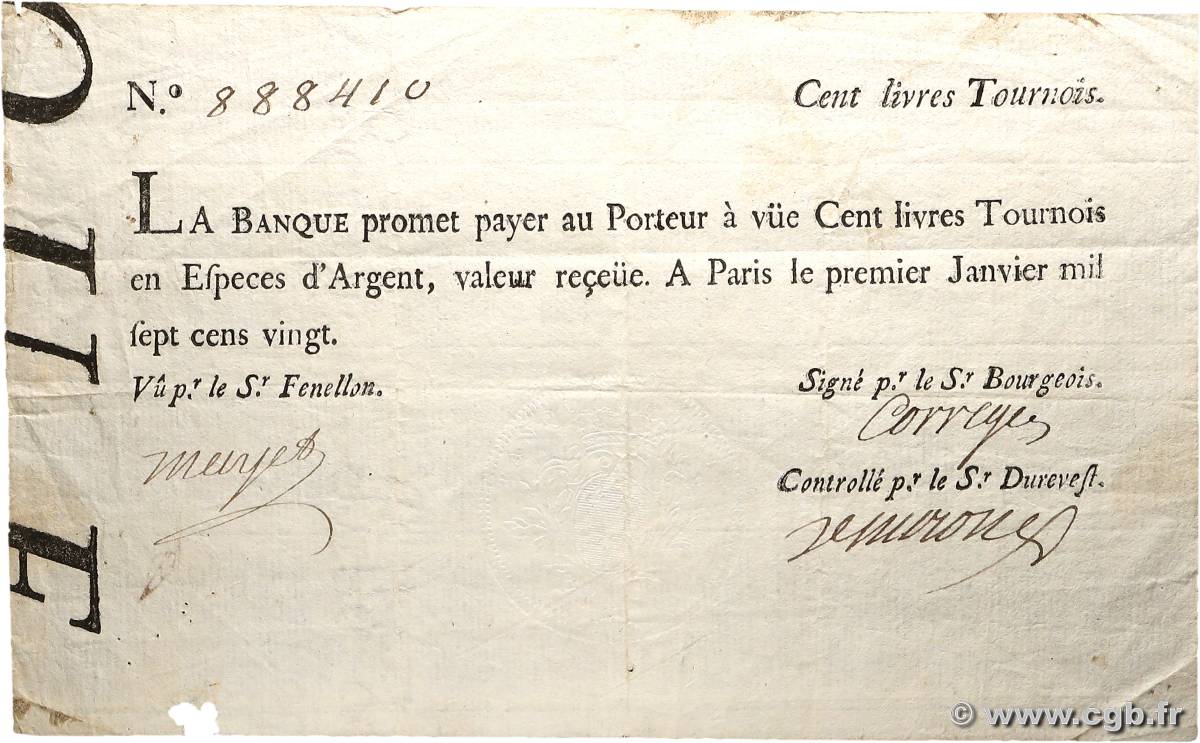 N.º 888410 Cent livres Tournois.
LA BANQUE promet payer au Porteur à vüe Cent livres Tournois
en Eſpeces d'Argent, valeur reçeüe. A Paris le premier Janvier mil
ſept cens vingt.
Vû p.r le S.r Fenellon. Signé p.r le S.r Bourgeois.
Controllé p.r le S.r Dureveſt.
© www.cgb.fr